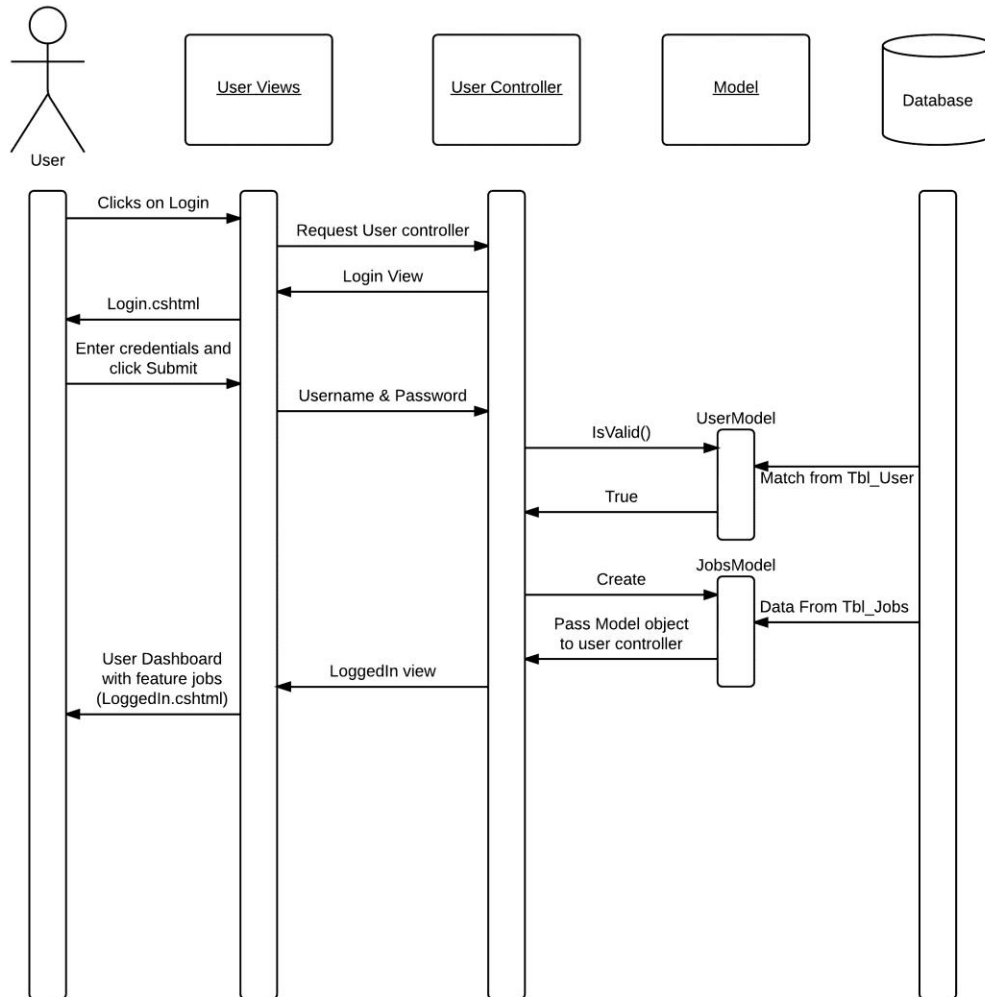 User Views
User Controller
Model
Database
User
Clicks on Login
Request User controller
Login View
Login.cshtml
Enter credentials and
click Submit
Username & Password
UserModel
IsValid()
Match from Tbl_User
True
JobsModel
Create
Data From Tbl_Jobs
Pass Model object
to user controller
User Dashboard
with feature jobs
(LoggedIn.cshtml)
LoggedIn view